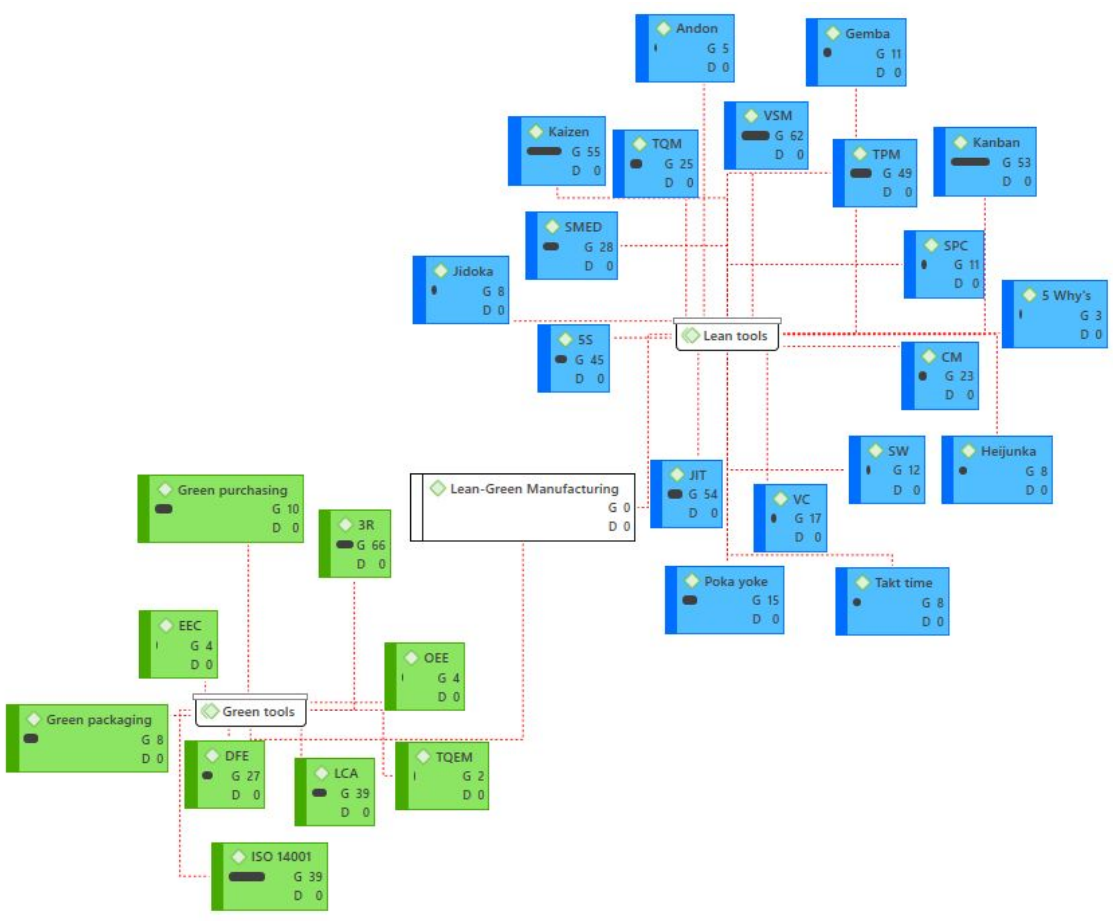 Andon
G 5
D 0
Gemba
G 11
D 0
VSM
G 62
D 0
Kaizen
G 55
D 0
TQM
G 25
D 0
TPM
G 49
D 0
Kanban
G 53
D 0
SMED
G 28
D 0
SPC
G 11
D 0
Jidoka
G 8
D 0
5 Why's
G 3
D 0
5S
G 45
D 0
Lean tools
CM
G 23
D 0
SW
G 12
D 0
Heijunka
G 8
D 0
JIT
G 54
D 0
VC
G 17
D 0
Poka yoke
G 15
D 0
Takt time
G 8
D 0
Lean-Green Manufacturing
G 0
D 0
Green purchasing
G 10
D 0
3R
G 66
D 0
EEC
G 4
D 0
OEE
G 4
D 0
Green tools
Green packaging
G 8
D 0
DFE
G 27
D 0
LCA
G 39
D 0
TQEM
G 2
D 0
ISO 14001
G 39
D 0